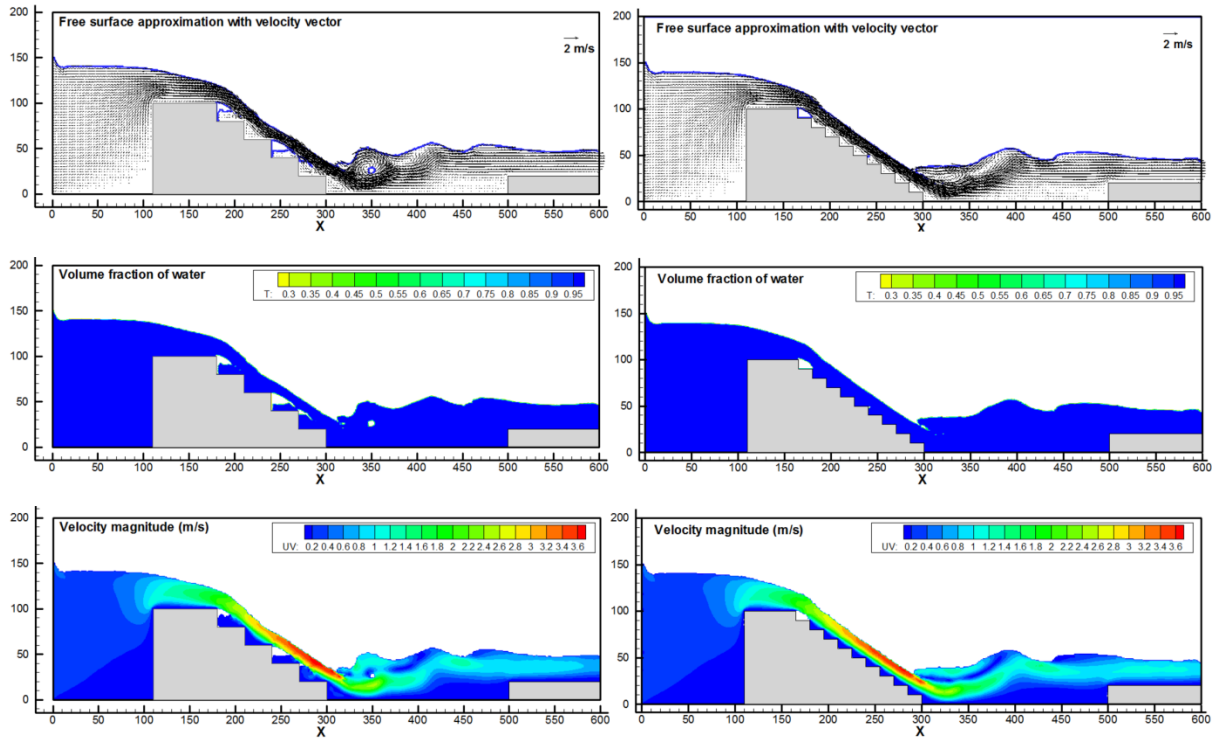 Free surface approximation with velocity vector
2 m/s
200
150
100
50
0
0 50 100 150 200 250 300 350 400 450 500 550 600
X
Free surface approximation with velocity vector
2 m/s
200
150
100
50
0
0 50 100 150 200 250 300 350 400 450 500 550 600
X
Volume fraction of water
T: 0.3 0.35 0.4 0.45 0.5 0.55 0.6 0.65 0.7 0.75 0.8 0.85 0.9 0.95
200
150
100
50
0
0 50 100 150 200 250 300 350 400 450 500 550 600
X
Volume fraction of water
T: 0.3 0.35 0.4 0.45 0.5 0.55 0.6 0.65 0.7 0.75 0.8 0.85 0.9 0.95
200
150
100
50
0
0 50 100 150 200 250 300 350 400 450 500 550 600
X
Velocity magnitude (m/s)
UV: 0.2 0.4 0.6 0.8 1 1.2 1.4 1.6 1.8 2 2.2 2.4 2.6 2.8 3 3.2 3.4 3.6
200
150
100
50
0
0 50 100 150 200 250 300 350 400 450 500 550 600
X
Velocity magnitude (m/s)
UV: 0.2 0.4 0.6 0.8 1 1.2 1.4 1.6 1.8 2 2.2 2.4 2.6 2.8 3 3.2 3.4 3.6
200
150
100
50
0
0 50 100 150 200 250 300 350 400 450 500 550 600
X